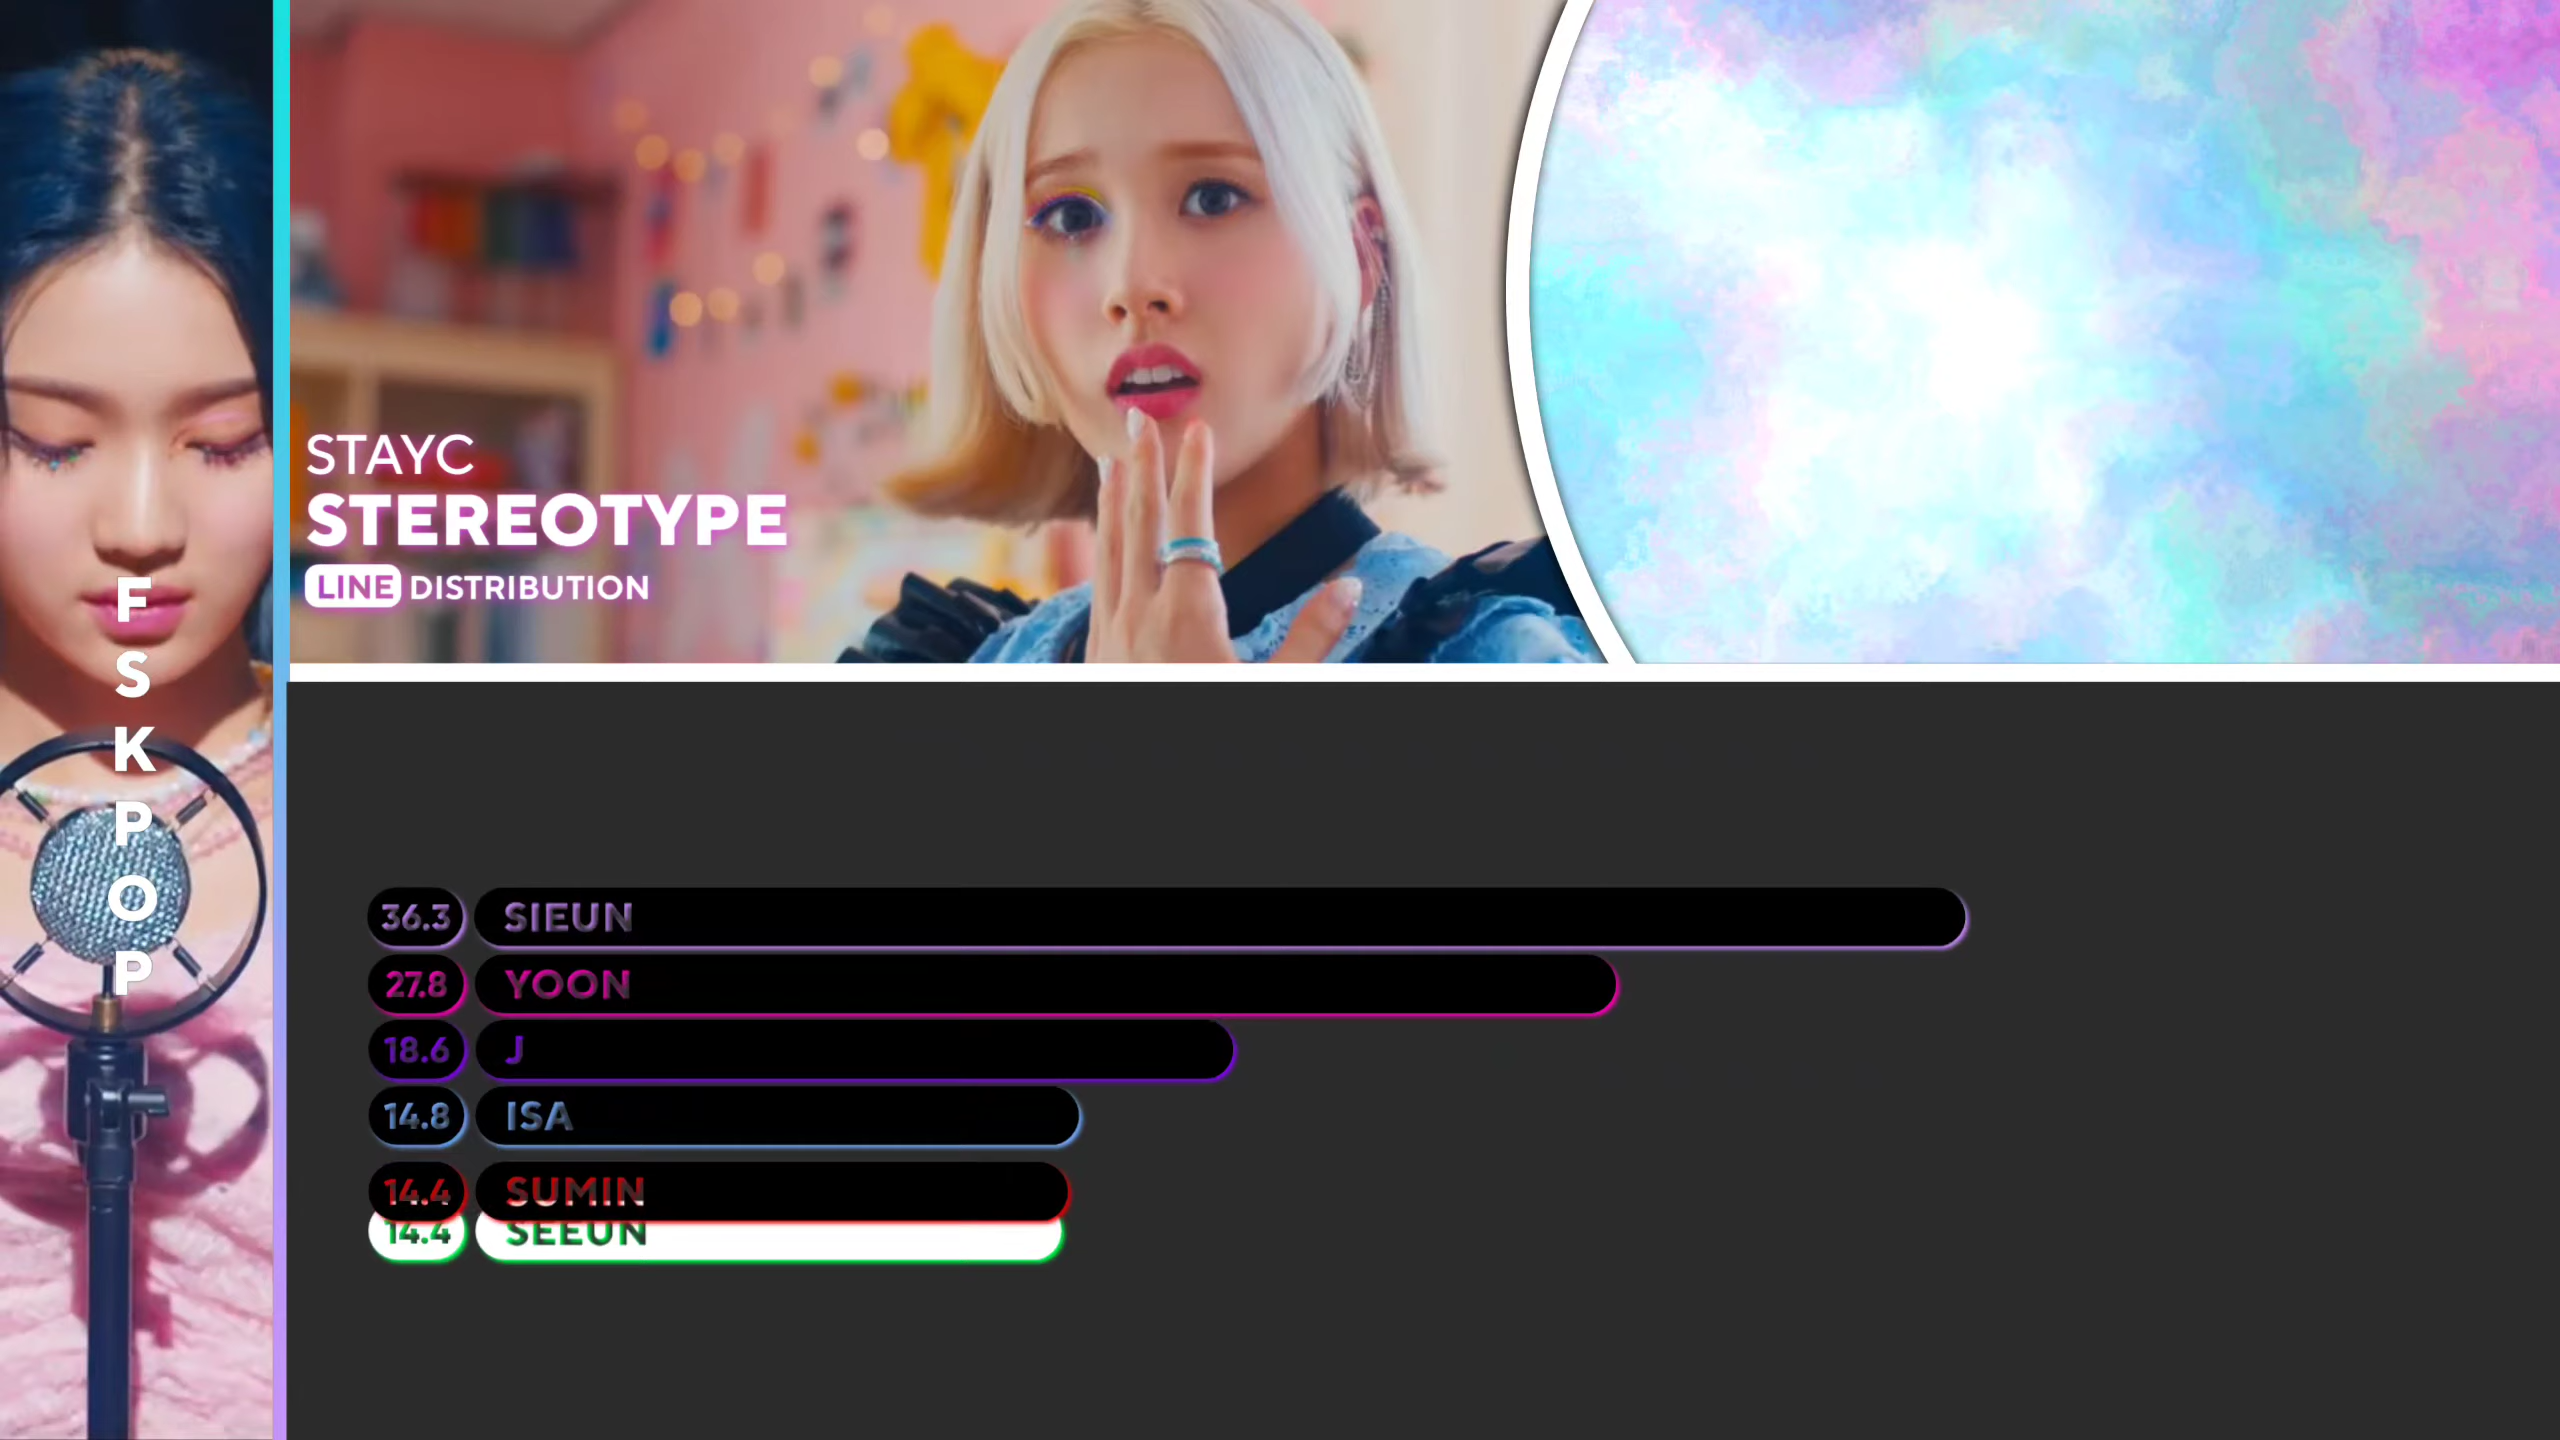 FSKPOP
STAYC
STEREOTYPE
LINE DISTRIBUTION
36.3 SIEUN
27.8 YOON
18.6 J
14.8 ISA
14.4 SUMIN
14.4 SEEUN